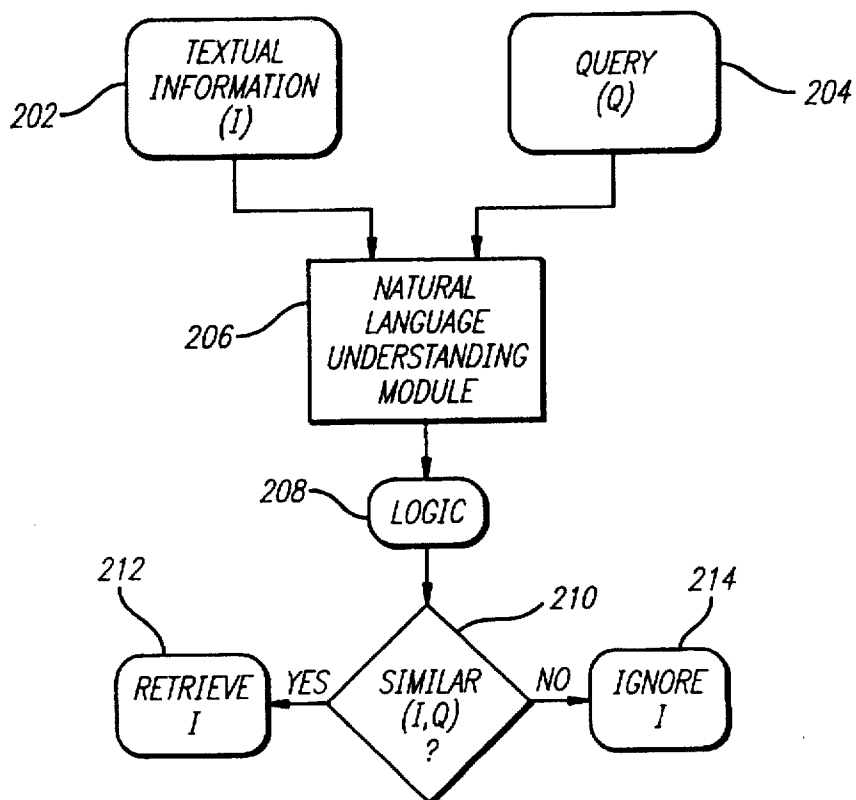 TEXTUAL
INFORMATION
(I)
202
QUERY
(Q)
204
NATURAL
LANGUAGE
UNDERSTANDING
MODULE
206
208
LOGIC
210
SIMILAR
(I,Q)
?
YES
212
RETRIEVE
I
NO
214
IGNORE
I